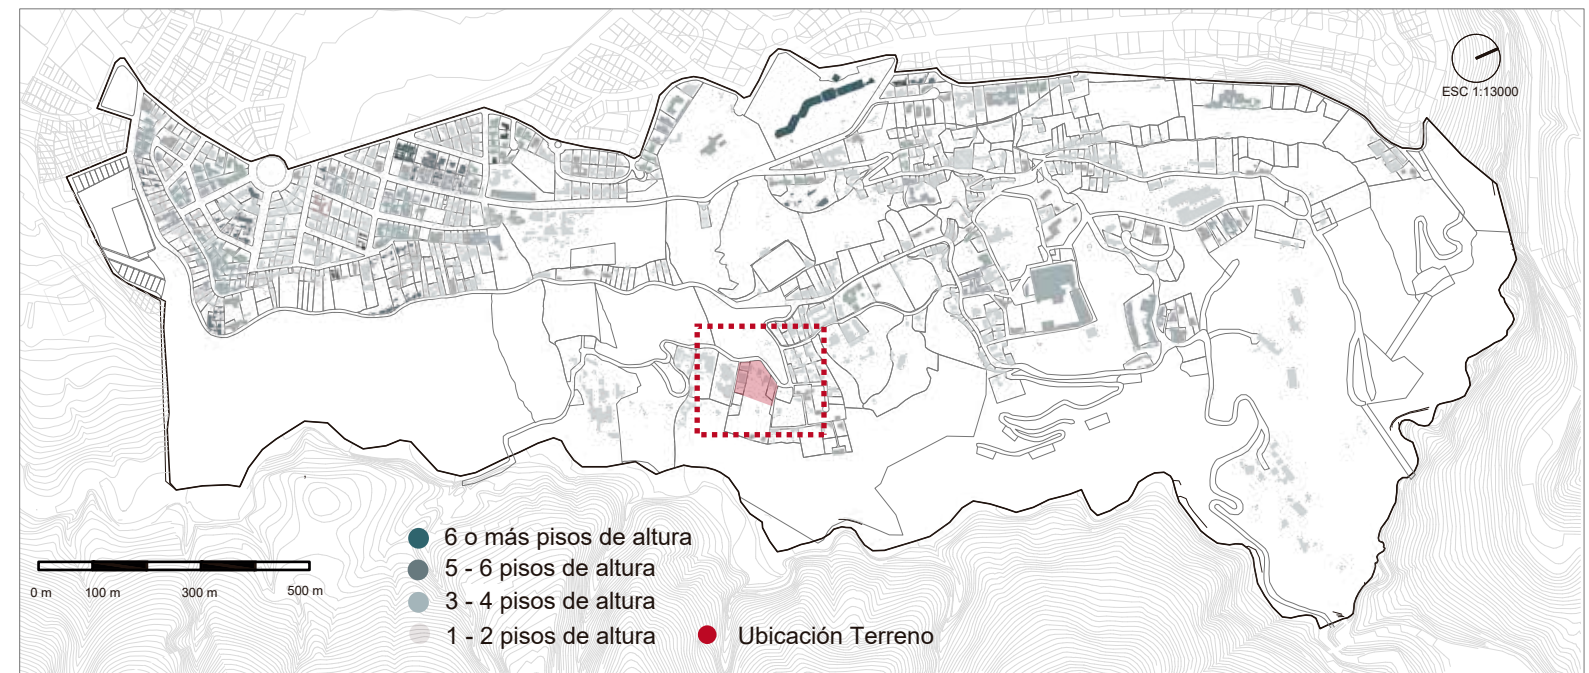 ESC 1:13000
6 o más pisos de altura
5 - 6 pisos de altura
3 - 4 pisos de altura
1 - 2 pisos de altura
Ubicación Terreno
0 m 100 m 300 m 500 m